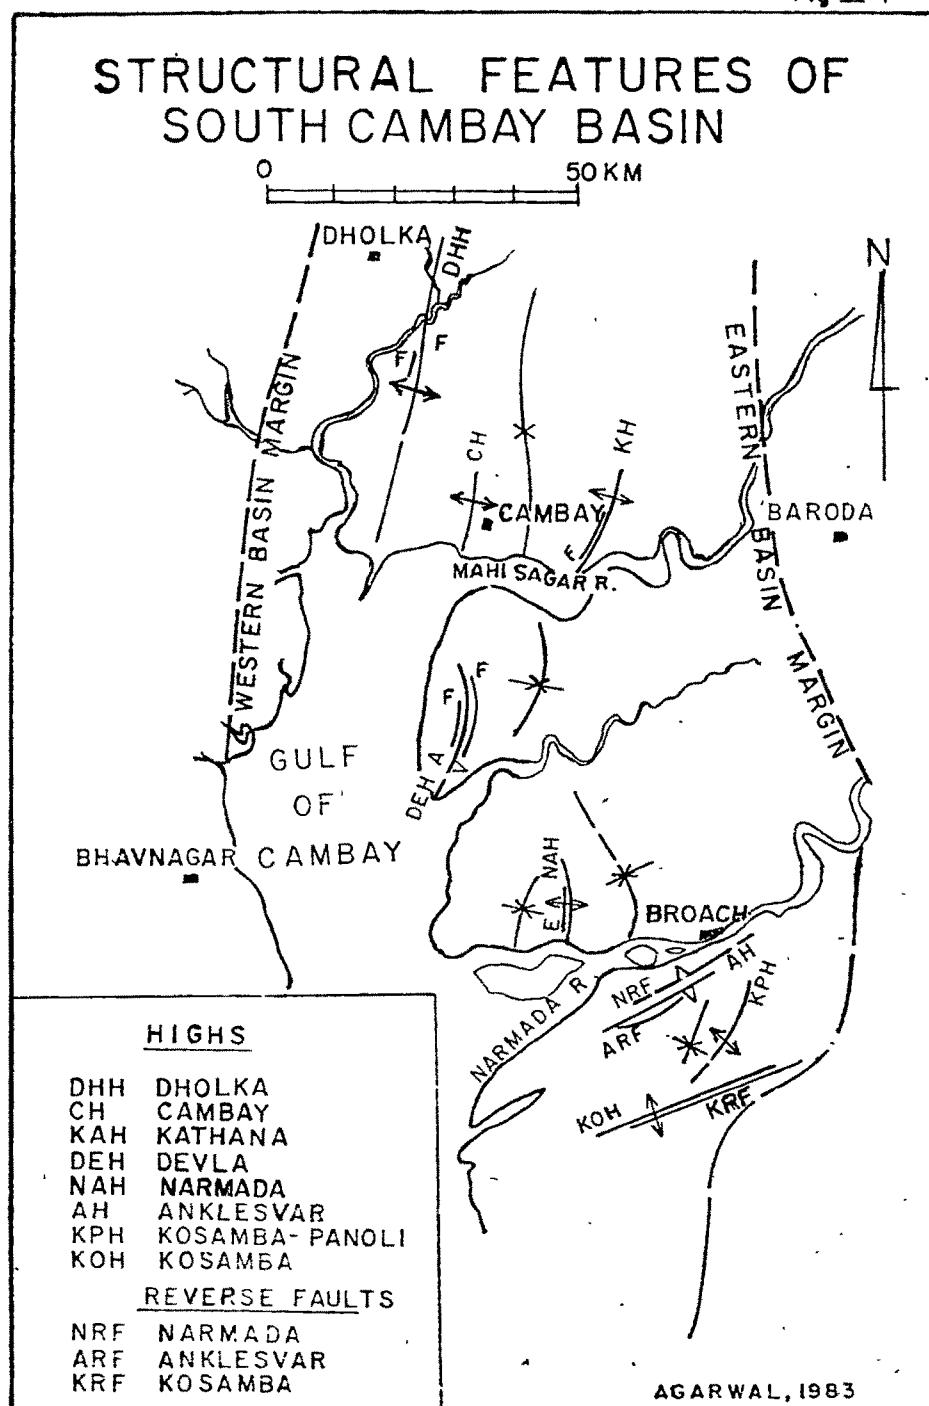 STRUCTURAL FEATURES OF
SOUTH CAMBAY BASIN
0 50 KM
DHOLKA
DHH
N
F F
WESTERN BASIN MARGIN
EASTERN BASIN MARGIN
CH
KH
CAMBAY
BARODA
F
MAHI SAGAR R.
F F
DEH
A
V
GULF
OF
CAMBAY
BHAVNAGAR
NAH
E
BROACH
AH
NRF
ARF
KPH
NARMADA R
KOH
KRF
HIGHS
DHH DHOLKA
CH CAMBAY
KAH KATHANA
DEH DEVLA
NAH NARMADA
AH ANKLESVAR
KPH KOSAMBA-PANOLI
KOH KOSAMBA
REVERSE FAULTS
NRF NARMADA
ARF ANKLESVAR
KRF KOSAMBA
AGARWAL, 1983